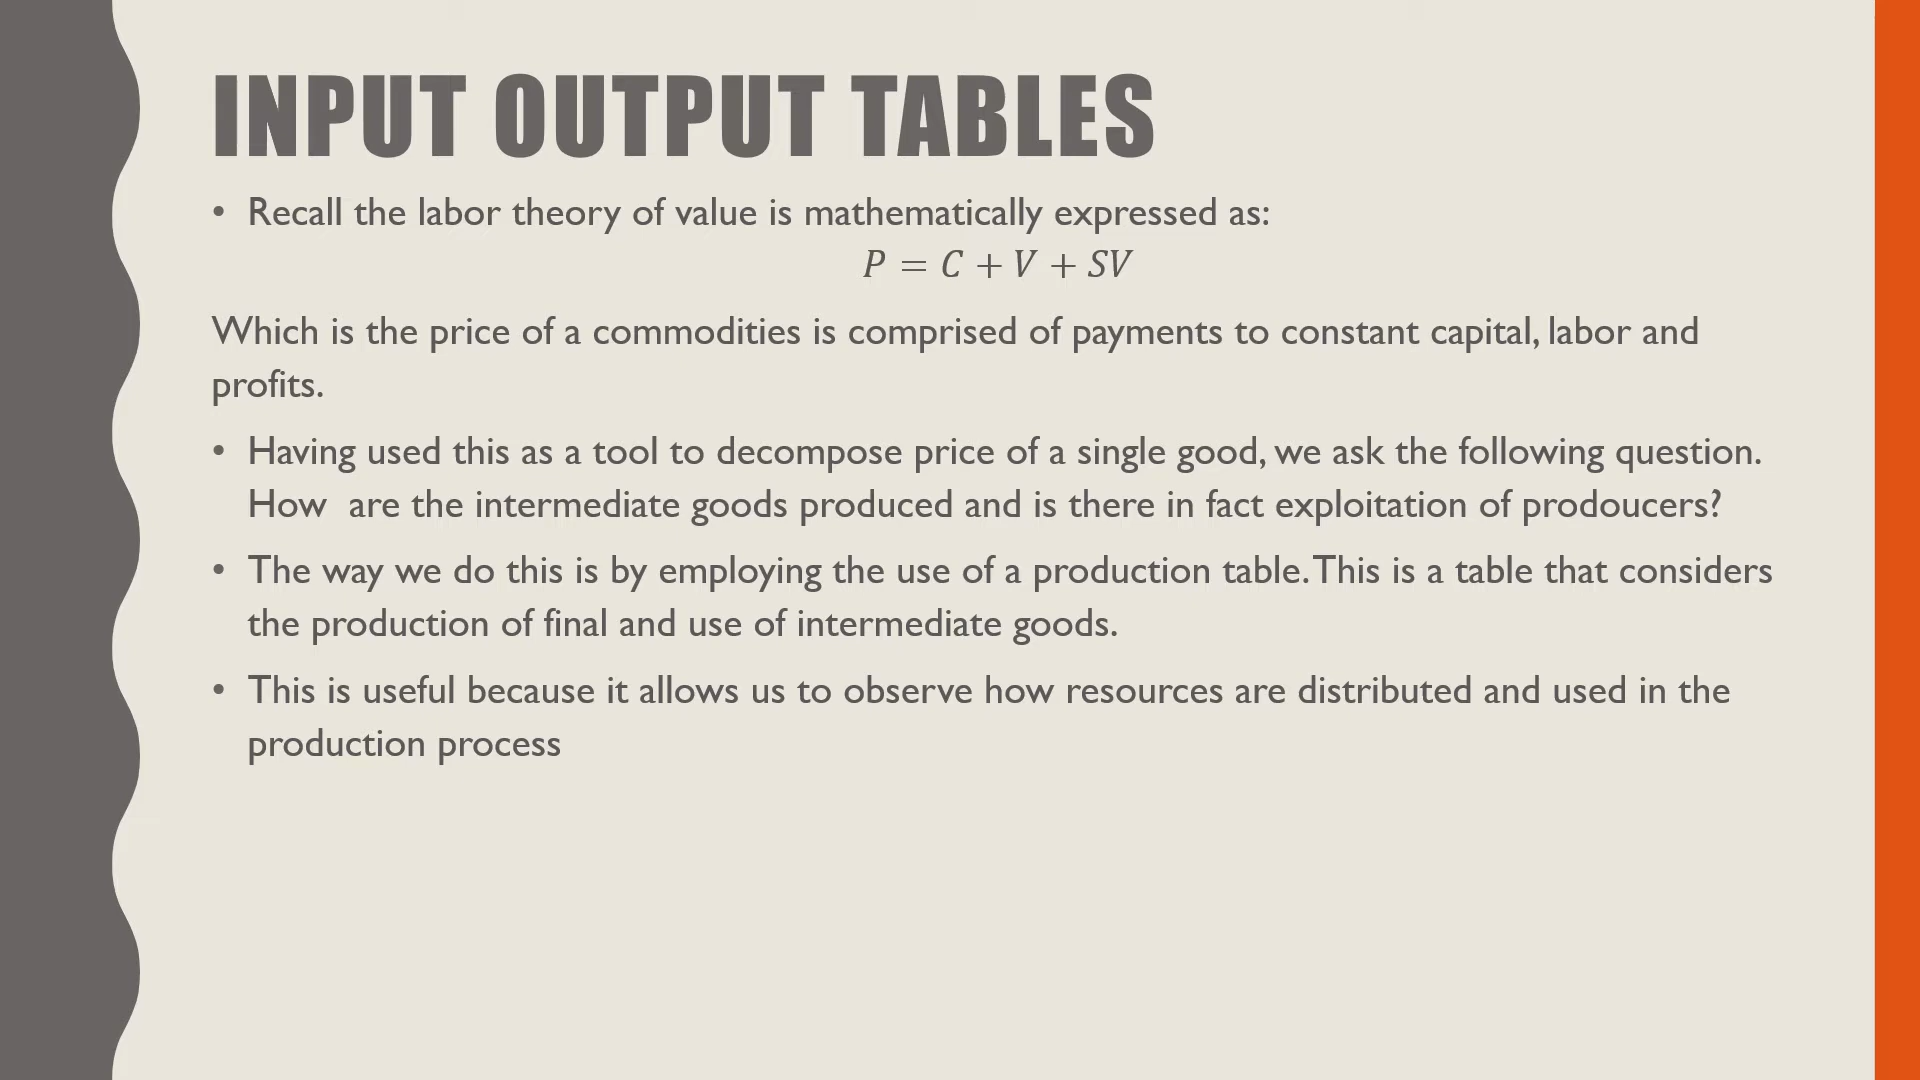 INPUT OUTPUT TABLES
• Recall the labor theory of value is mathematically expressed as:
P = C + V + SV
Which is the price of a commodities is comprised of payments to constant capital, labor and
profits.
• Having used this as a tool to decompose price of a single good, we ask the following question.
How  are the intermediate goods produced and is there in fact exploitation of prodoucers?
• The way we do this is by employing the use of a production table. This is a table that considers
the production of final and use of intermediate goods.
• This is useful because it allows us to observe how resources are distributed and used in the
production process